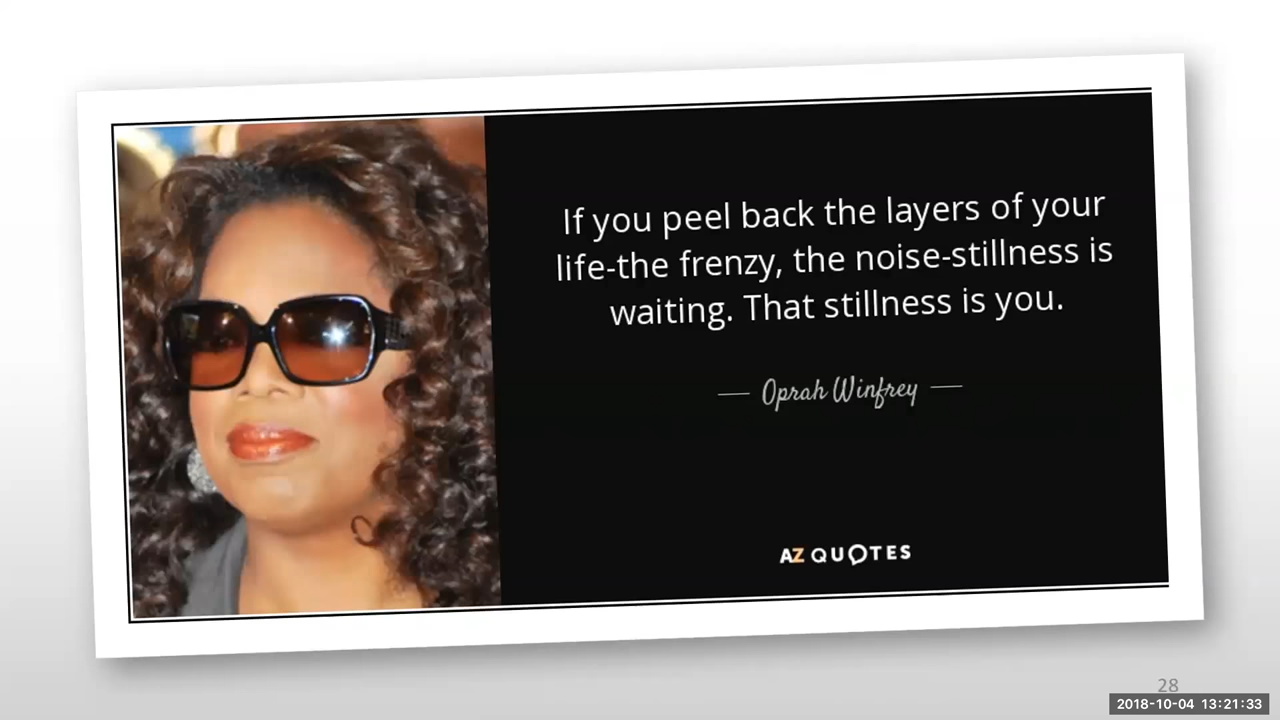 If you peel back the layers of your
life-the frenzy, the noise-stillness is
waiting. That stillness is you.
— Oprah Winfrey —
AZ QUOTES
28
2018-10-04 13:21:33